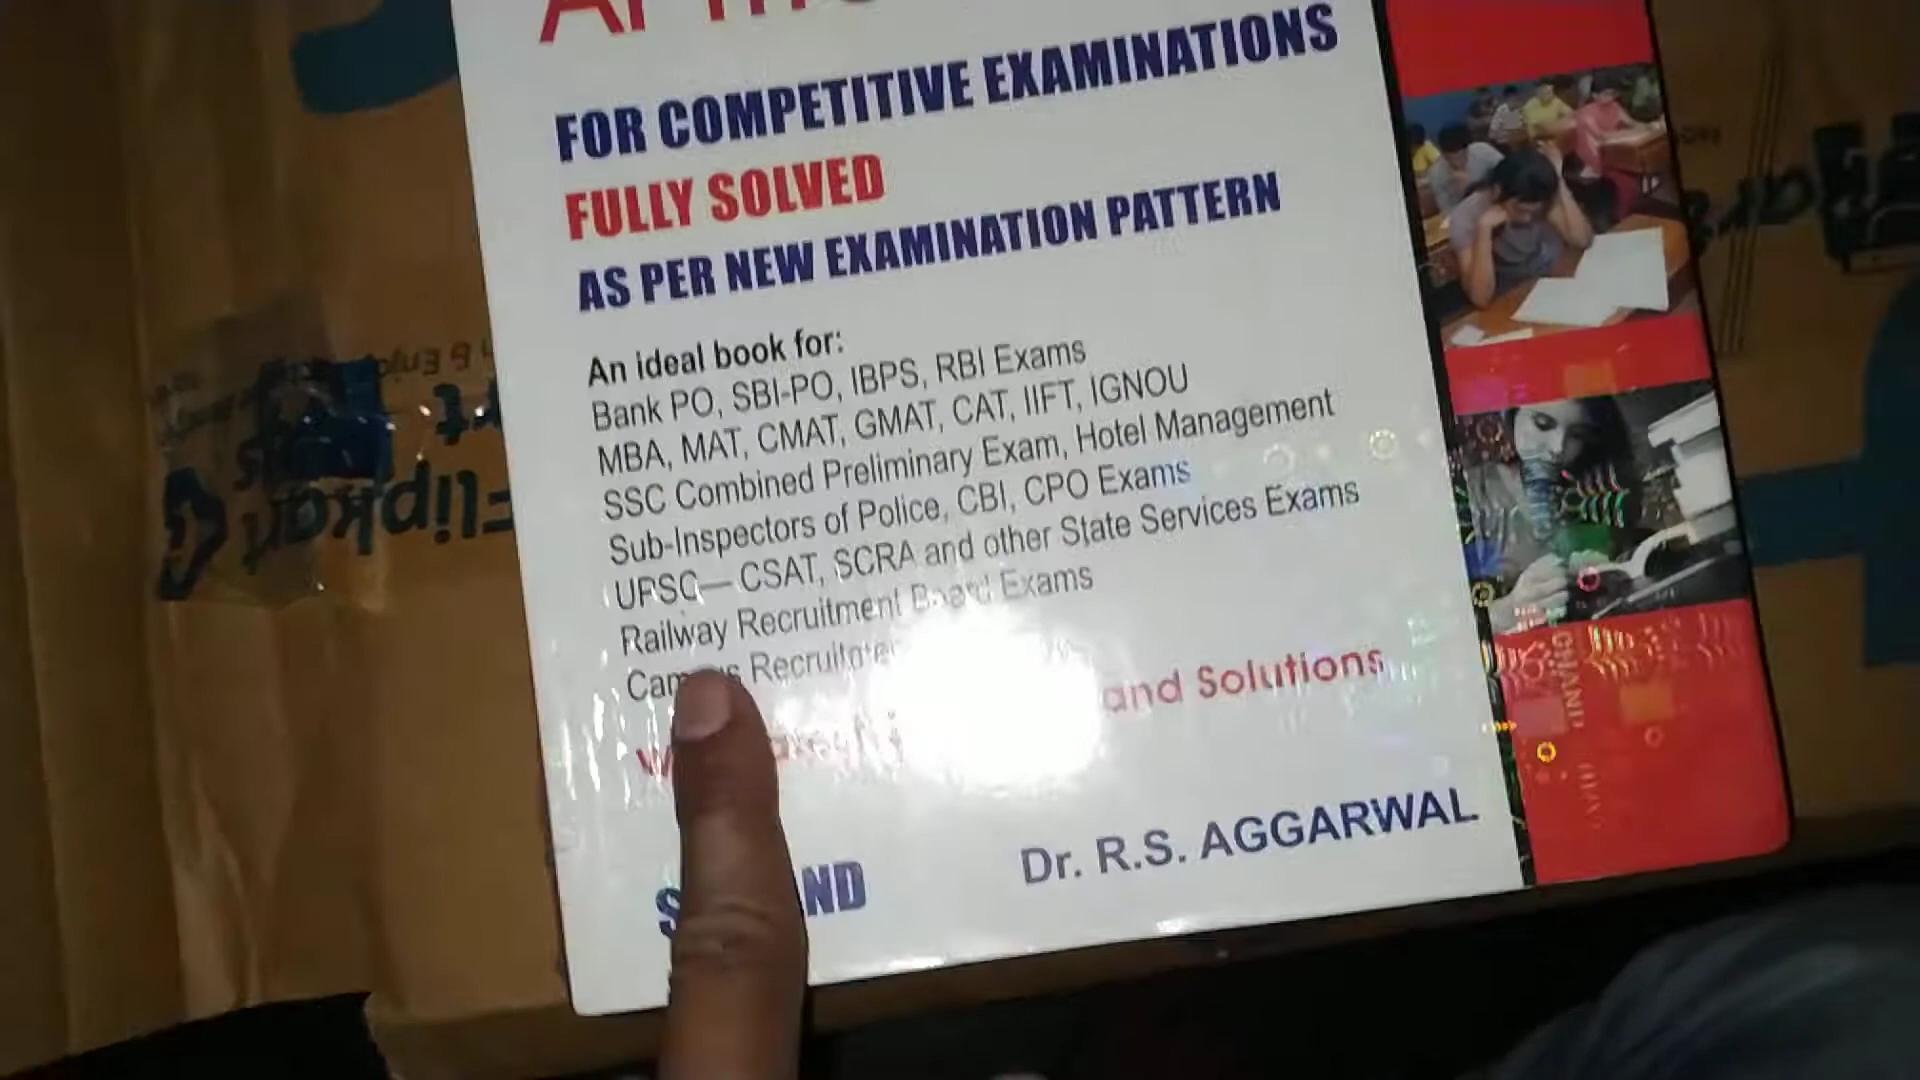 FOR COMPETITIVE EXAMINATIONS
FULLY SOLVED
AS PER NEW EXAMINATION PATTERN
An ideal book for:
Bank PO, SBI-PO, IBPS, RBI Exams
MBA, MAT, CMAT, GMAT, CAT, IIFT, IGNOU
SSC Combined Preliminary Exam, Hotel Management
Sub-Inspectors of Police, CBI, CPO Exams
UPSC— CSAT, SCRA and other State Services Exams
Railway Recruitment Board Exams
and Solutions
Dr. R.S. AGGARWAL
Flipkart